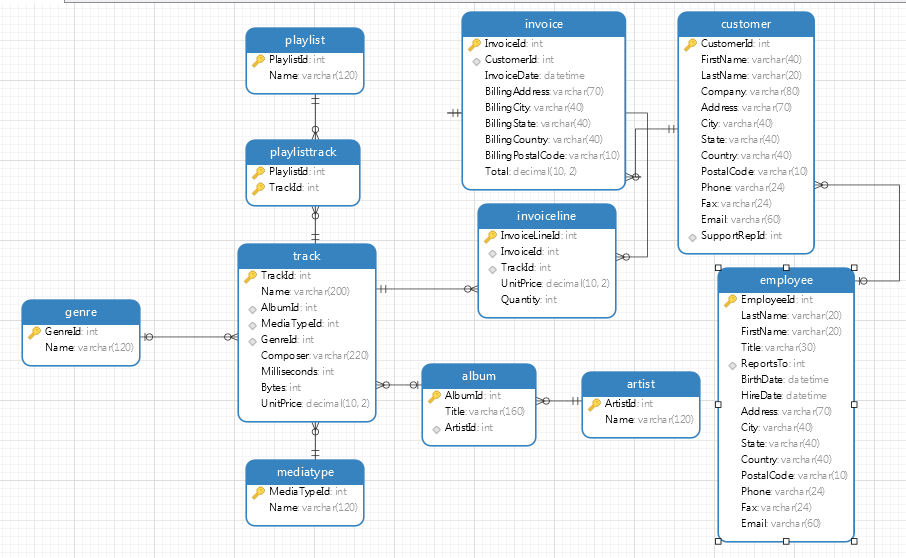 playlist
PlaylistId: int
Name: varchar(120)
playlisttrack
PlaylistId: int
TrackId: int
track
TrackId: int
Name: varchar(200)
AlbumId: int
MediaTypeId: int
GenreId: int
Composer: varchar(220)
Milliseconds: int
Bytes: int
UnitPrice: decimal(10, 2)
genre
GenreId: int
Name: varchar(120)
mediatype
MediaTypeId: int
Name: varchar(120)
invoice
InvoiceId: int
CustomerId: int
InvoiceDate: datetime
BillingAddress: varchar(70)
BillingCity: varchar(40)
BillingState: varchar(40)
BillingCountry: varchar(40)
BillingPostalCode: varchar(10)
Total: decimal(10, 2)
invoiceline
InvoiceLineId: int
InvoiceId: int
TrackId: int
UnitPrice: decimal(10, 2)
Quantity: int
album
AlbumId: int
Title: varchar(160)
ArtistId: int
artist
ArtistId: int
Name: varchar(120)
customer
CustomerId: int
FirstName: varchar(40)
LastName: varchar(20)
Company: varchar(80)
Address: varchar(70)
City: varchar(40)
State: varchar(40)
Country: varchar(40)
PostalCode: varchar(10)
Phone: varchar(24)
Fax: varchar(24)
Email: varchar(60)
SupportRepId: int
employee
EmployeeId: int
LastName: varchar(20)
FirstName: varchar(20)
Title: varchar(30)
ReportsTo: int
BirthDate: datetime
HireDate: datetime
Address: varchar(70)
City: varchar(40)
State: varchar(40)
Country: varchar(40)
PostalCode: varchar(10)
Phone: varchar(24)
Fax: varchar(24)
Email: varchar(60)